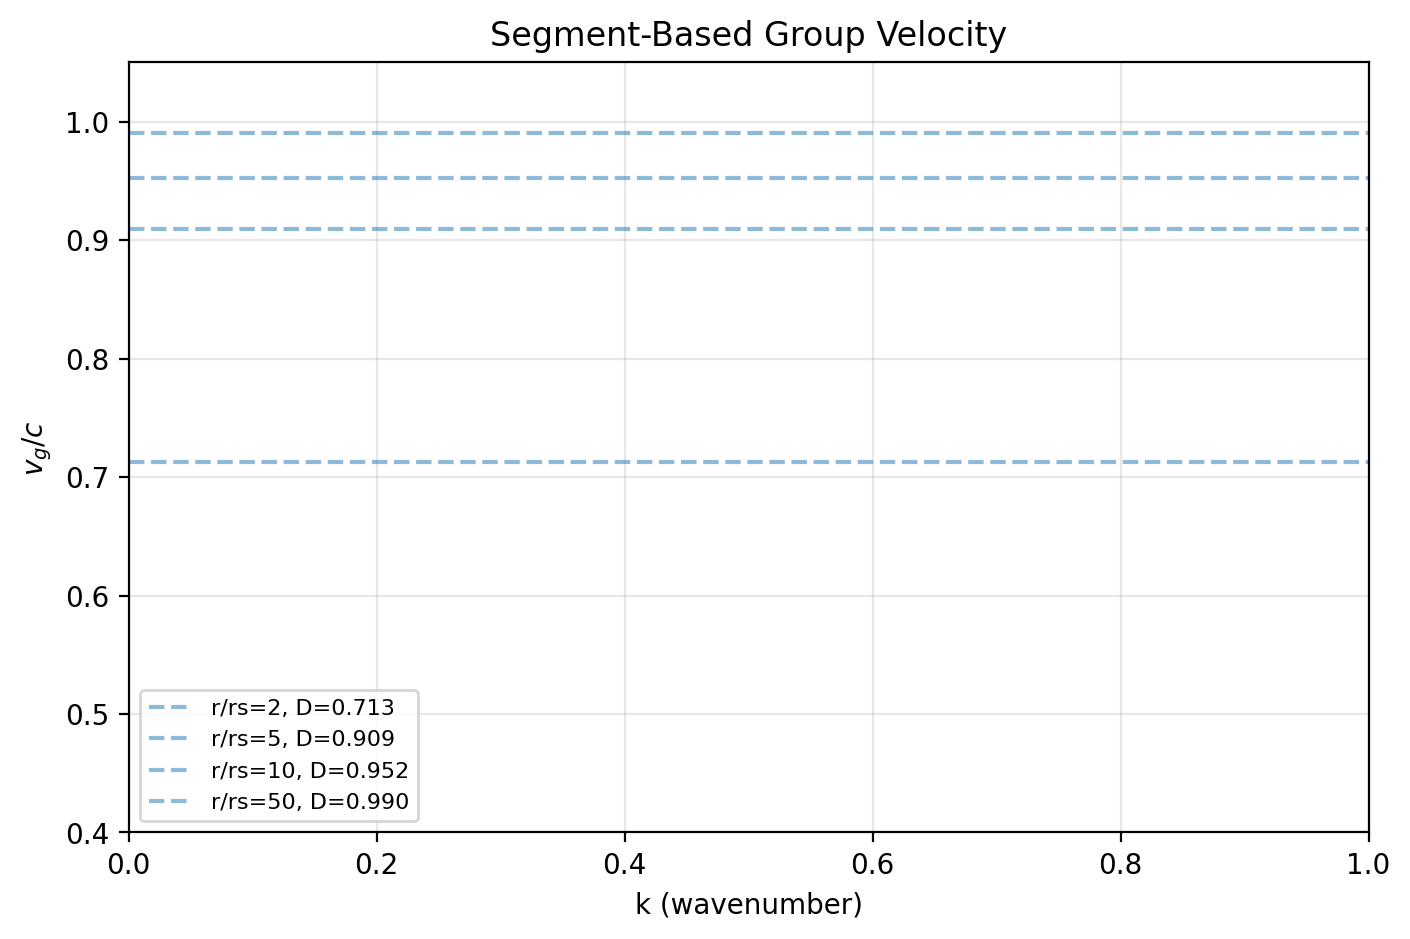 Segment-Based Group Velocity
1.0
0.9
0.8
0.7
0.6
0.5
0.4
v_g/c
r/rs=2, D=0.713
r/rs=5, D=0.909
r/rs=10, D=0.952
r/rs=50, D=0.990
0.0 0.2 0.4 0.6 0.8 1.0
k (wavenumber)